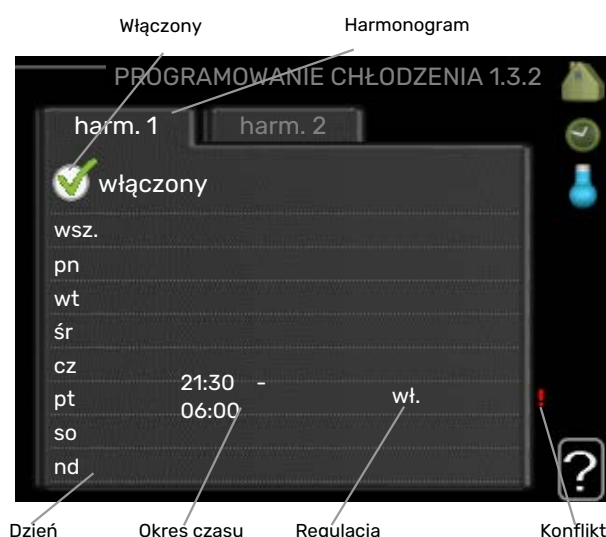 Włączony Harmonogram
PROGRAMOWANIE CHŁODZENIA 1.3.2
harm. 1 harm. 2
włączony
wsz.
pn
wt
śr
cz
pt 21:30 - 06:00 wł. !
so
nd
?
Dzień Okres czasu Regulacja Konflikt